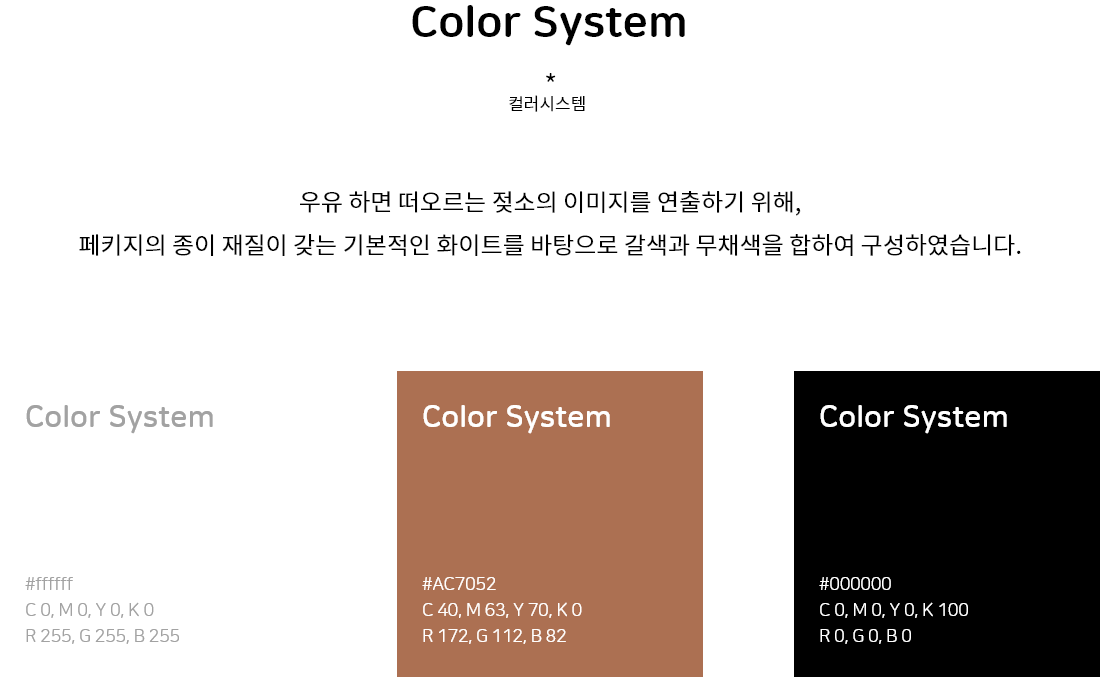 Color System
*
컬러시스템
우유 하면 떠오르는 젖소의 이미지를 연출하기 위해,
페키지의 종이 재질이 갖는 기본적인 화이트를 바탕으로 갈색과 무채색을 합하여 구성하였습니다.
Color System
#ffffff
C 0, M 0, Y 0, K 0
R 255, G 255, B 255
Color System
#AC7052
C 40, M 63, Y 70, K 0
R 172, G 112, B 82
Color System
#000000
C 0, M 0, Y 0, K 100
R 0, G 0, B 0